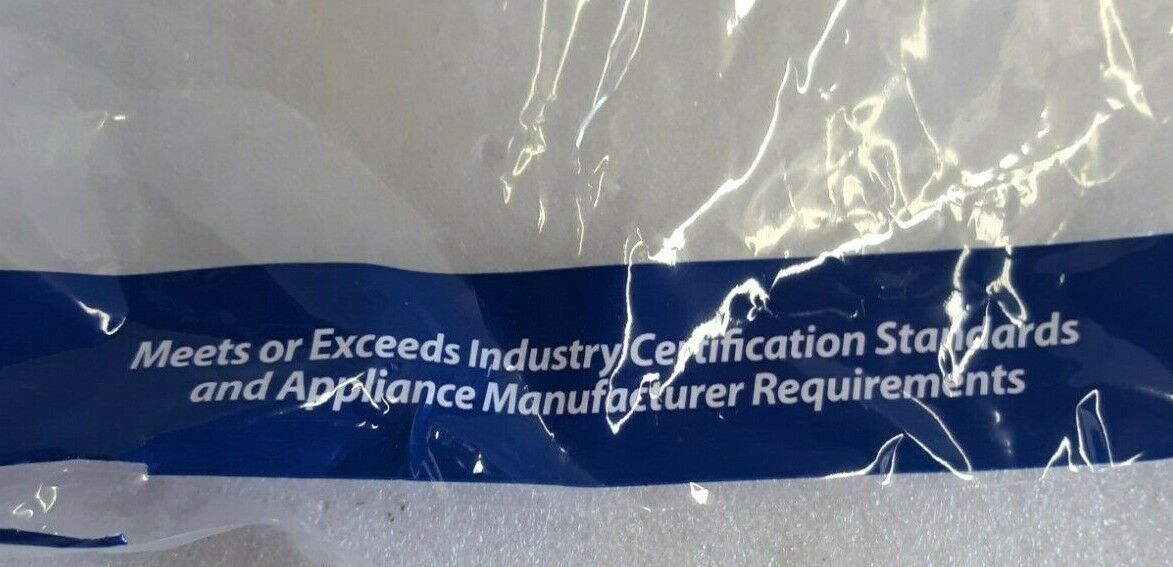 Meets or Exceeds Industry Certification Standards
and Appliance Manufacturer Requirements